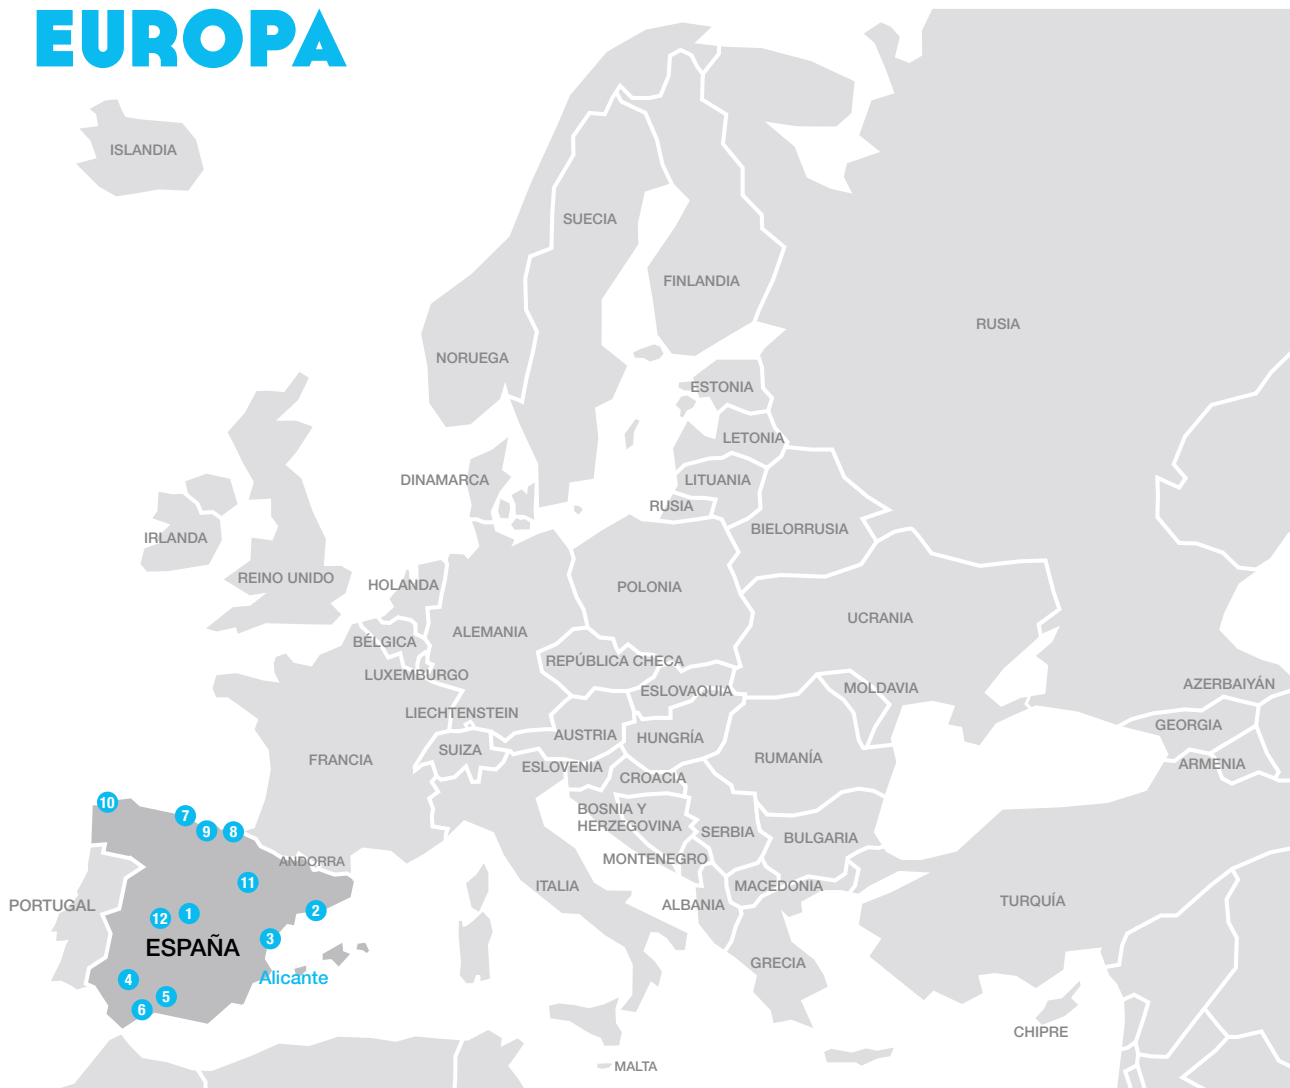 EUROPA
ISLANDIA
SUECIA
FINLANDIA
RUSIA
NORUEGA
ESTONIA
LETONIA
DINAMARCA
LITUANIA
RUSIA
BIELORRUSIA
IRLANDA
REINO UNIDO
HOLANDA
POLONIA
UCRANIA
BÉLGICA
ALEMANIA
REPÚBLICA CHECA
LUXEMBURGO
ESLOVAQUIA
MOLDAVIA
AZERBAIYÁN
LIECHTENSTEIN
GEORGIA
AUSTRIA
HUNGRÍA
SUIZA
FRANCIA
RUMANÍA
ESLOVENIA
ARMENIA
CROACIA
10
7
9
8
BOSNIA Y
HERZEGOVINA
SERBIA
BULGARIA
ANDORRA
MONTENEGRO
11
ITALIA
MACEDONIA
PORTUGAL
ALBANIA
TURQUÍA
12
1
2
3
ESPAÑA
GRECIA
4
Alicante
5
6
CHIPRE
MALTA